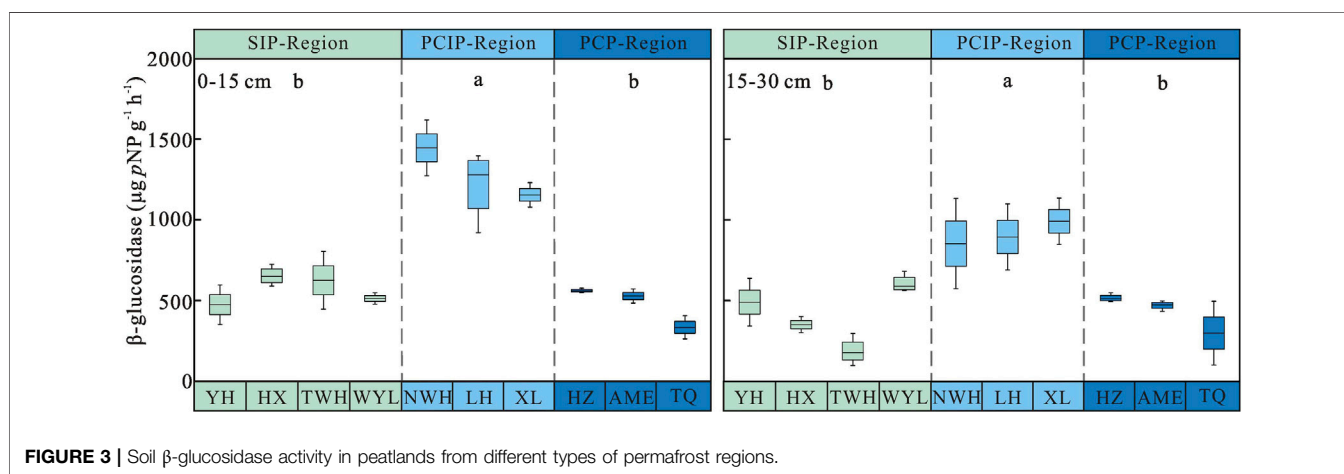 SIP-Region PCIP-Region PCP-Region SIP-Region PCIP-Region PCP-Region
2000
0-15 cm b a b 15-30 cm b a b
β-glucosidase (μg pNP g⁻¹ h⁻¹)
1500
1000
500
0
YH HX TWH WYL NWH LH XL HZ AME TQ YH HX TWH WYL NWH LH XL HZ AME TQ
FIGURE 3 | Soil β-glucosidase activity in peatlands from different types of permafrost regions.